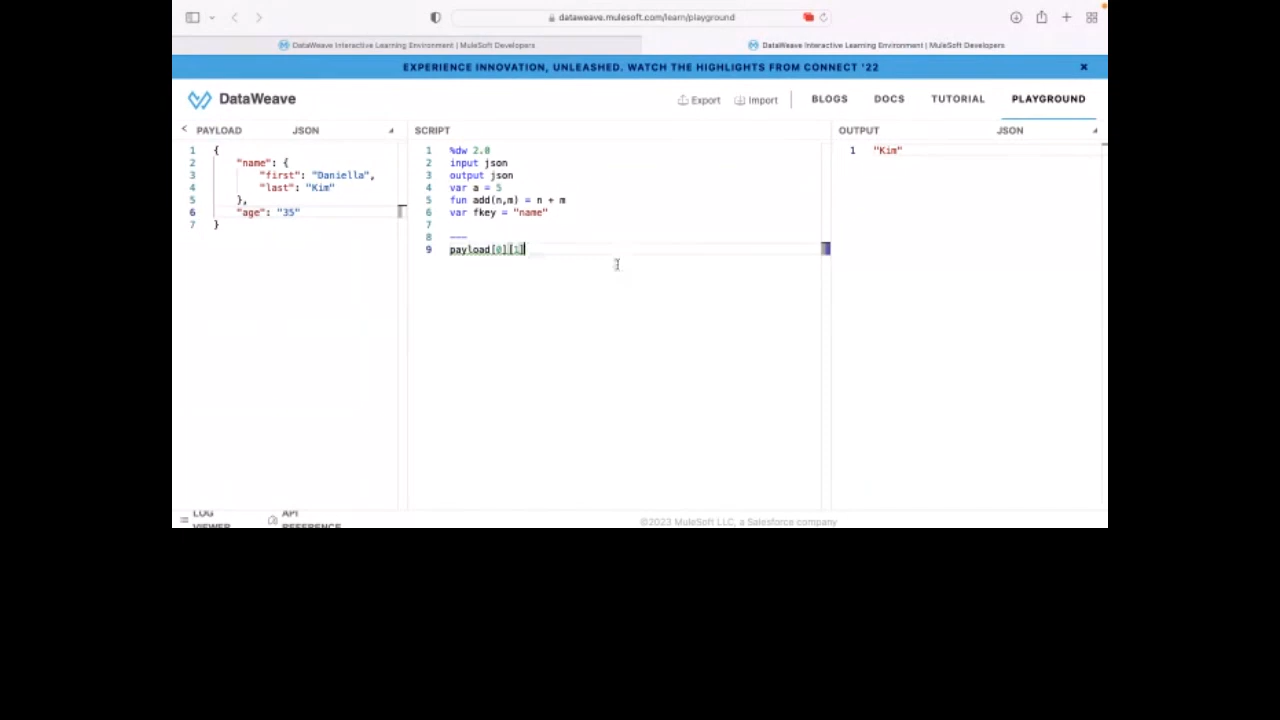 dataweave.mulesoft.com/learn/playground
DataWeave Interactive Learning Environment | MuleSoft Developers
DataWeave Interactive Learning Environment | MuleSoft Developers
EXPERIENCE INNOVATION, UNLEASHED. WATCH THE HIGHLIGHTS FROM CONNECT '22 ×
DataWeave
Export Import BLOGS DOCS TUTORIAL PLAYGROUND
< PAYLOAD JSON
1 {
2 "name": {
3 "first": "Daniella",
4 "last": "Kim"
5 },
6 "age": "35"
7 }
SCRIPT
1 %dw 2.0
2 input json
3 output json
4 var a = 5
5 fun add(n,m) = n + m
6 var fkey = "name"
7
8 ---
9 payload[0][1]
OUTPUT JSON
1 "Kim"
LOG
VIEWER
API
REFERENCE
©2023 MuleSoft LLC, a Salesforce company